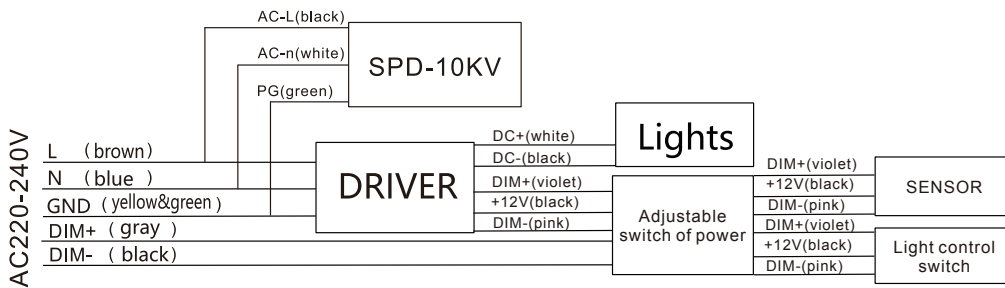 AC-L(black)
AC-n(white)
PG(green)
SPD-10KV
AC220-240V
L (brown)
N (blue)
GND (yellow&green)
DIM+ (gray)
DIM- (black)
DRIVER
DC+(white)
DC-(black)
DIM+(violet)
+12V(black)
DIM-(pink)
Lights
Adjustable
switch of power
DIM+(violet)
+12V(black)
DIM-(pink)
DIM+(violet)
+12V(black)
DIM-(pink)
SENSOR
Light control
switch